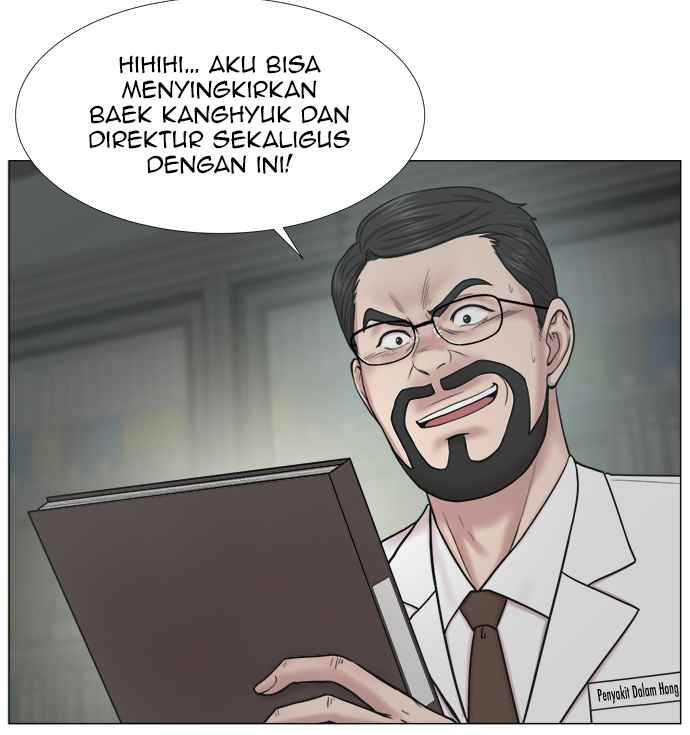 HIHIHI... AKU BISA
MENYINGKIRKAN
BAEK KANGHYUK DAN
DIREKTUR SEKALIGUS
DENGAN INI!
Penyakit Dalam Hong